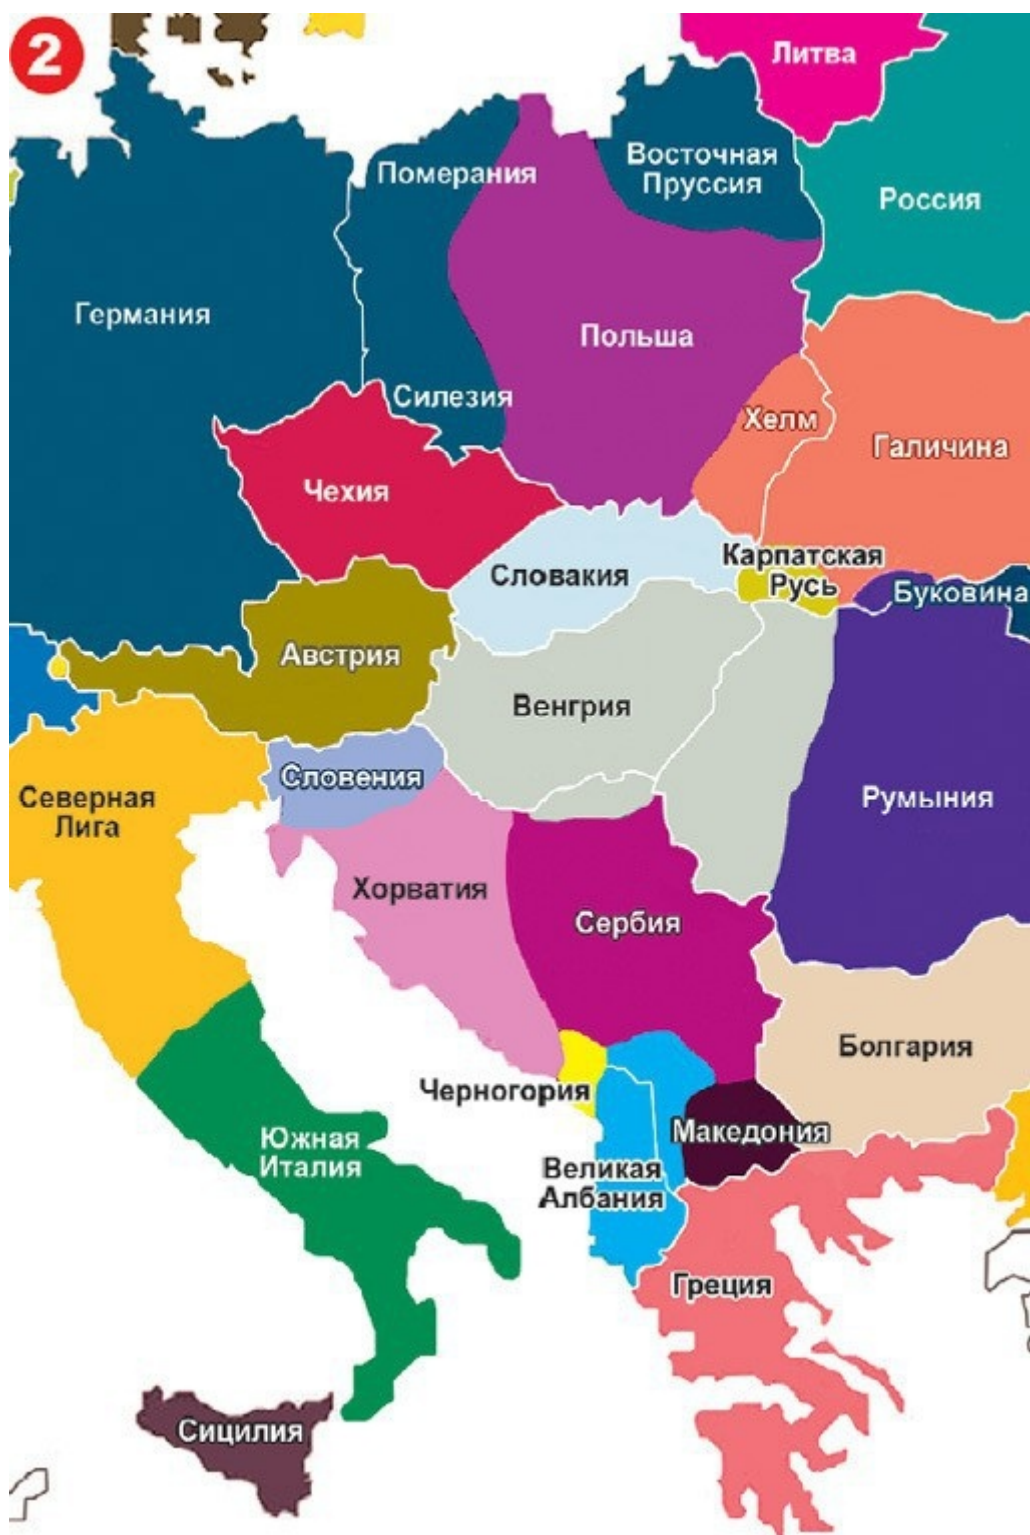 2
Литва
Померания
Восточная
Пруссия
Россия
Германия
Польша
Силезия
Хелм
Галичина
Чехия
Словакия
Карпатская
Русь
Буковина
Австрия
Венгрия
Словения
Северная
Лига
Румыния
Хорватия
Сербия
Болгария
Черногория
Македония
Южная
Италия
Великая
Албания
Греция
Сицилия